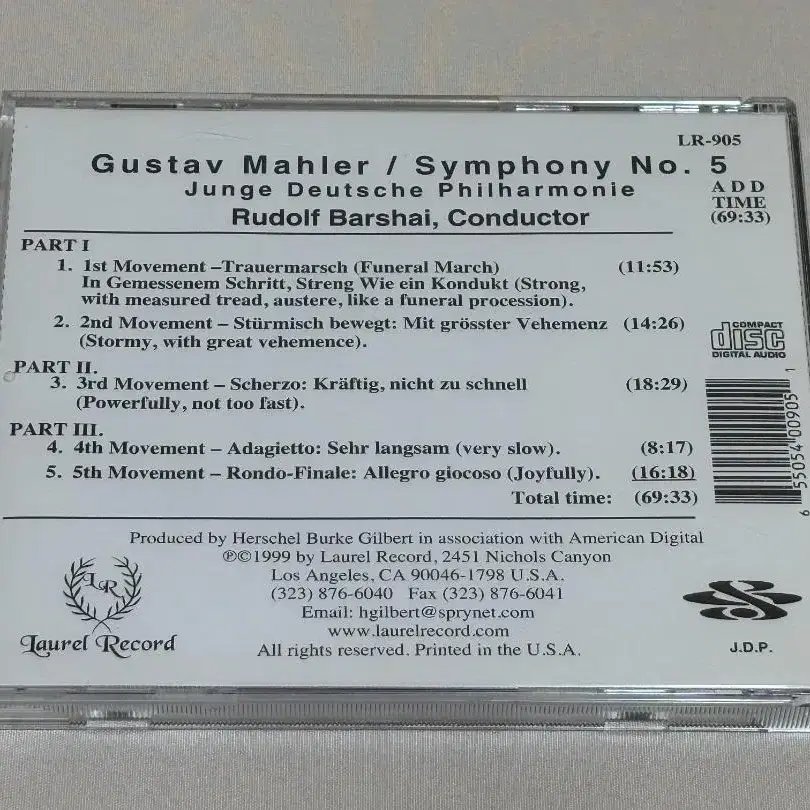 LR-905
Gustav Mahler / Symphony No. 5
Junge Deutsche Philharmonie
Rudolf Barshai, Conductor
ADD
TIME
(69:33)
PART I
1. 1st Movement –Trauermarsch (Funeral March) (11:53)
In Gemessenem Schritt, Streng Wie ein Kondukt (Strong,
with measured tread, austere, like a funeral procession).
2. 2nd Movement – Stürmisch bewegt: Mit grösster Vehemenz (14:26)
(Stormy, with great vehemence).
PART II.
3. 3rd Movement – Scherzo: Kräftig, nicht zu schnell (18:29)
(Powerfully, not too fast).
PART III.
4. 4th Movement – Adagietto: Sehr langsam (very slow). (8:17)
5. 5th Movement – Rondo-Finale: Allegro giocoso (Joyfully). (16:18)
Total time: (69:33)
COMPACT
disc
DIGITAL AUDIO
6 55054 00905 1
Produced by Herschel Burke Gilbert in association with American Digital
℗©1999 by Laurel Record, 2451 Nichols Canyon
Los Angeles, CA 90046-1798 U.S.A.
(323) 876-6040 Fax (323) 876-6041
Email: hgilbert@sprynet.com
www.laurelrecord.com
All rights reserved. Printed in the U.S.A.
LR
Laurel Record
J.D.P.